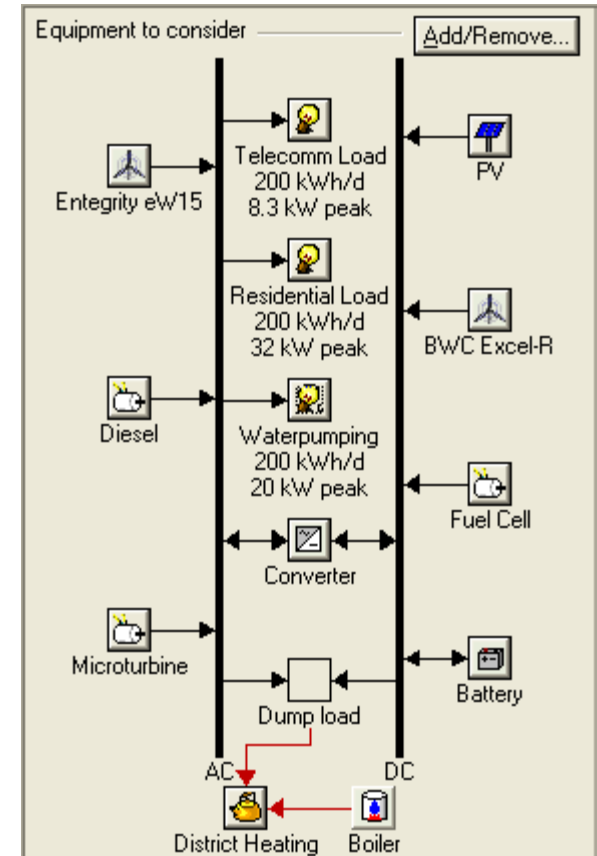 Equipment to consider
Add/Remove...
Telecomm Load
200 kWh/d
8.3 kW peak
PV
Entegrity eW15
Residential Load
200 kWh/d
32 kW peak
BWC Excel-R
Diesel
Waterpumping
200 kWh/d
20 kW peak
Fuel Cell
Converter
Microturbine
Battery
Dump load
AC
DC
District Heating
Boiler